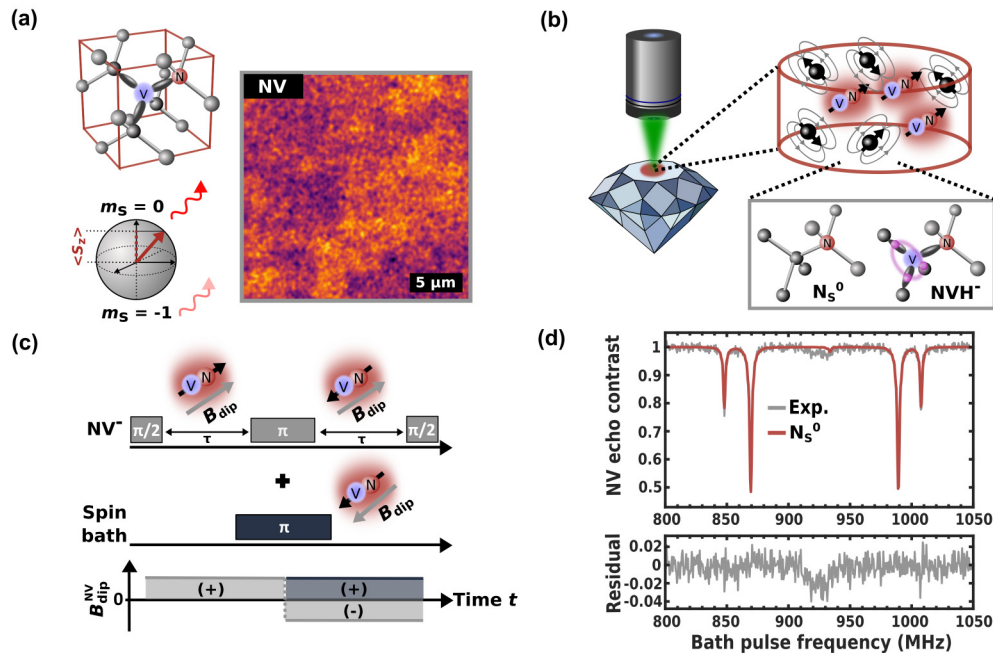 (a)
V
N
NV
5 µm
m_S = 0
<S_z>
m_S = -1
(b)
V N
V N
V N
N
V
N
N_S^0
NVH^-
(c)
V N
B_dip
V N
B_dip
NV^-
π/2
τ
π
τ
π/2
+
V N
B_dip
Spin
bath
π
B_dip^NV
0
(+)
(+)
(-)
Time t
(d)
NV echo contrast
1
0.9
0.8
0.7
0.6
0.5
Exp.
N_S^0
800
850
900
950
1000
1050
Residual
0.02
0
-0.02
-0.04
800
850
900
950
1000
1050
Bath pulse frequency (MHz)